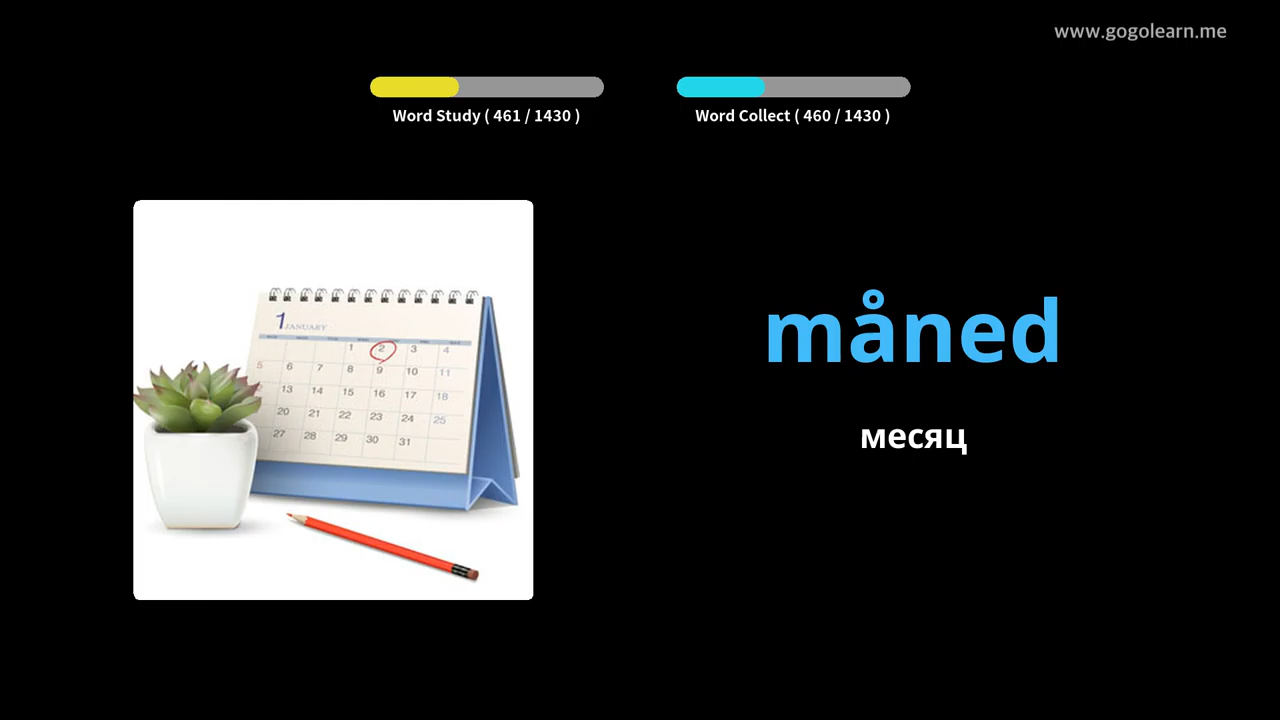 www.gogolearn.me
Word Study ( 461 / 1430 )
Word Collect ( 460 / 1430 )
måned
месяц
1 JANUARY
1 2 3 4
5 6 7 8 9 10 11
13 14 15 16 17 18
20 21 22 23 24 25
27 28 29 30 31